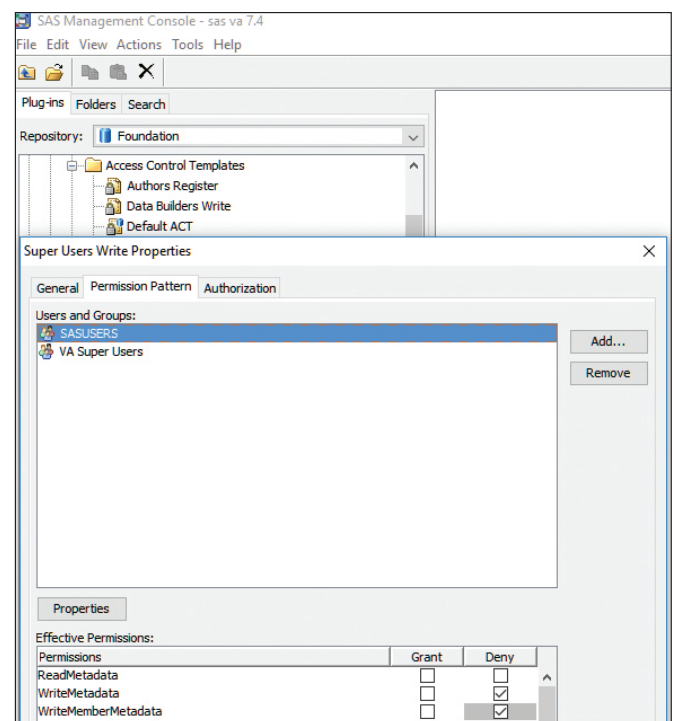 SAS Management Console - sas va 7.4
File Edit View Actions Tools Help
Plug-ins Folders Search
Repository: Foundation
Access Control Templates
Authors Register
Data Builders Write
Default ACT
Super Users Write Properties
General Permission Pattern Authorization
Users and Groups:
SASUSERS
Add...
VA Super Users
Remove
Properties
Effective Permissions:
Permissions Grant Deny
ReadMetadata
WriteMetadata
WriteMemberMetadata